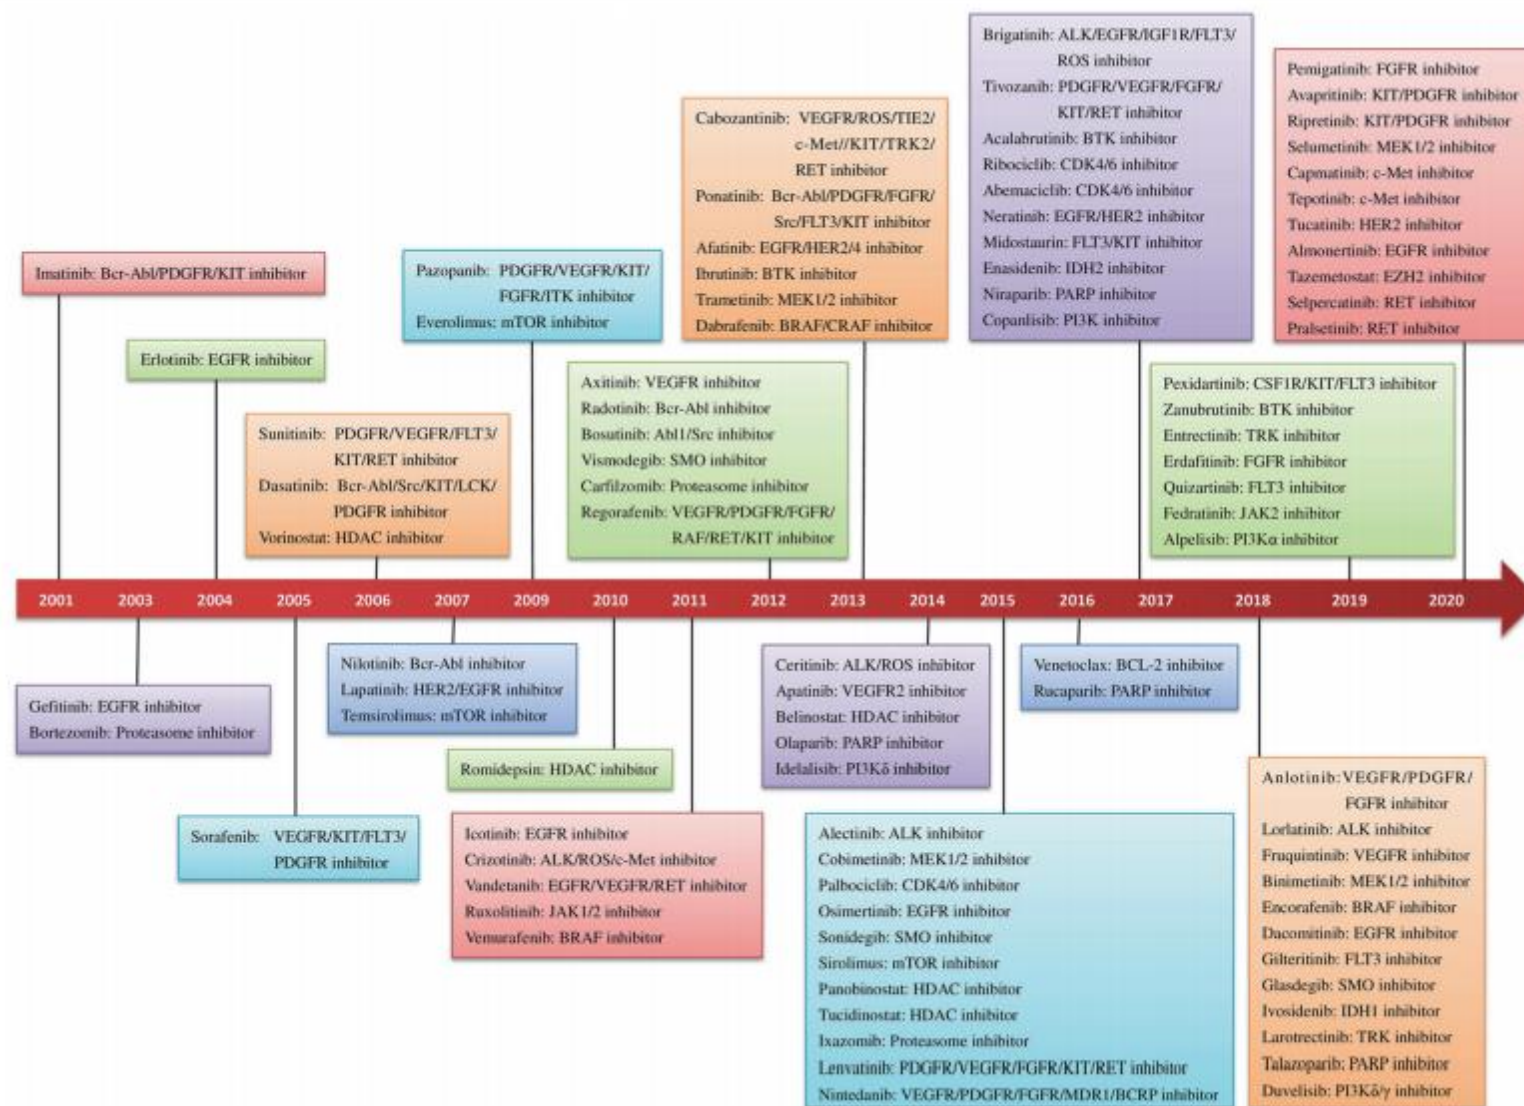 Imatinib: Bcr-Abl/PDGFR/KIT inhibitor
Erlotinib: EGFR inhibitor
Sunitinib: PDGFR/VEGFR/FLT3/
KIT/RET inhibitor
Dasatinib: Bcr-Abl/Src/KIT/LCK/
PDGFR inhibitor
Vorinostat: HDAC inhibitor
Pazopanib: PDGFR/VEGFR/KIT/
FGFR/ITK inhibitor
Everolimus: mTOR inhibitor
Axitinib: VEGFR inhibitor
Radotinib: Bcr-Abl inhibitor
Bosutinib: Abl1/Src inhibitor
Vismodegib: SMO inhibitor
Carfilzomib: Proteasome inhibitor
Regorafenib: VEGFR/PDGFR/FGFR/
RAF/RET/KIT inhibitor
Cabozantinib: VEGFR/ROS/TIE2/
c-Met//KIT/TRK2/
RET inhibitor
Ponatinib: Bcr-Abl/PDGFR/FGFR/
Src/FLT3/KIT inhibitor
Afatinib: EGFR/HER2/4 inhibitor
Ibrutinib: BTK inhibitor
Trametinib: MEK1/2 inhibitor
Dabrafenib: BRAF/CRAF inhibitor
Brigatinib: ALK/EGFR/IGF1R/FLT3/
ROS inhibitor
Tivozanib: PDGFR/VEGFR/FGFR/
KIT/RET inhibitor
Acalabrutinib: BTK inhibitor
Ribociclib: CDK4/6 inhibitor
Abemaciclib: CDK4/6 inhibitor
Neratinib: EGFR/HER2 inhibitor
Midostaurin: FLT3/KIT inhibitor
Enasidenib: IDH2 inhibitor
Niraparib: PARP inhibitor
Copanlisib: PI3K inhibitor
Pexidartinib: CSF1R/KIT/FLT3 inhibitor
Zanubrutinib: BTK inhibitor
Entrectinib: TRK inhibitor
Erdafitinib: FGFR inhibitor
Quizartinib: FLT3 inhibitor
Fedratinib: JAK2 inhibitor
Alpelisib: PI3Kα inhibitor
Pemigatinib: FGFR inhibitor
Avapritinib: KIT/PDGFR inhibitor
Ripretinib: KIT/PDGFR inhibitor
Selumetinib: MEK1/2 inhibitor
Capmatinib: c-Met inhibitor
Tepotinib: c-Met inhibitor
Tucatinib: HER2 inhibitor
Almonertinib: EGFR inhibitor
Tazemetostat: EZH2 inhibitor
Selpercatinib: RET inhibitor
Pralsetinib: RET inhibitor
2001 2003 2004 2005 2006 2007 2009 2010 2011 2012 2013 2014 2015 2016 2017 2018 2019 2020
Gefitinib: EGFR inhibitor
Bortezomib: Proteasome inhibitor
Sorafenib: VEGFR/KIT/FLT3/
PDGFR inhibitor
Nilotinib: Bcr-Abl inhibitor
Lapatinib: HER2/EGFR inhibitor
Temsirolimus: mTOR inhibitor
Romidepsin: HDAC inhibitor
Icotinib: EGFR inhibitor
Crizotinib: ALK/ROS/c-Met inhibitor
Vandetanib: EGFR/VEGFR/RET inhibitor
Ruxolitinib: JAK1/2 inhibitor
Vemurafenib: BRAF inhibitor
Ceritinib: ALK/ROS inhibitor
Apatinib: VEGFR2 inhibitor
Belinostat: HDAC inhibitor
Olaparib: PARP inhibitor
Idelalisib: PI3Kδ inhibitor
Alectinib: ALK inhibitor
Cobimetinib: MEK1/2 inhibitor
Palbociclib: CDK4/6 inhibitor
Osimertinib: EGFR inhibitor
Sonidegib: SMO inhibitor
Sirolimus: mTOR inhibitor
Panobinostat: HDAC inhibitor
Tucidinostat: HDAC inhibitor
Ixazomib: Proteasome inhibitor
Lenvatinib: PDGFR/VEGFR/FGFR/KIT/RET inhibitor
Nintedanib: VEGFR/PDGFR/FGFR/MDR1/BCRP inhibitor
Venetoclax: BCL-2 inhibitor
Rucaparib: PARP inhibitor
Anlotinib:VEGFR/PDGFR/
FGFR inhibitor
Lorlatinib: ALK inhibitor
Fruquintinib: VEGFR inhibitor
Binimetinib: MEK1/2 inhibitor
Encorafenib: BRAF inhibitor
Dacomitinib: EGFR inhibitor
Gilteritinib: FLT3 inhibitor
Glasdegib: SMO inhibitor
Ivosidenib: IDH1 inhibitor
Larotrectinib: TRK inhibitor
Talazoparib: PARP inhibitor
Duvelisib: PI3Kδ/γ inhibitor